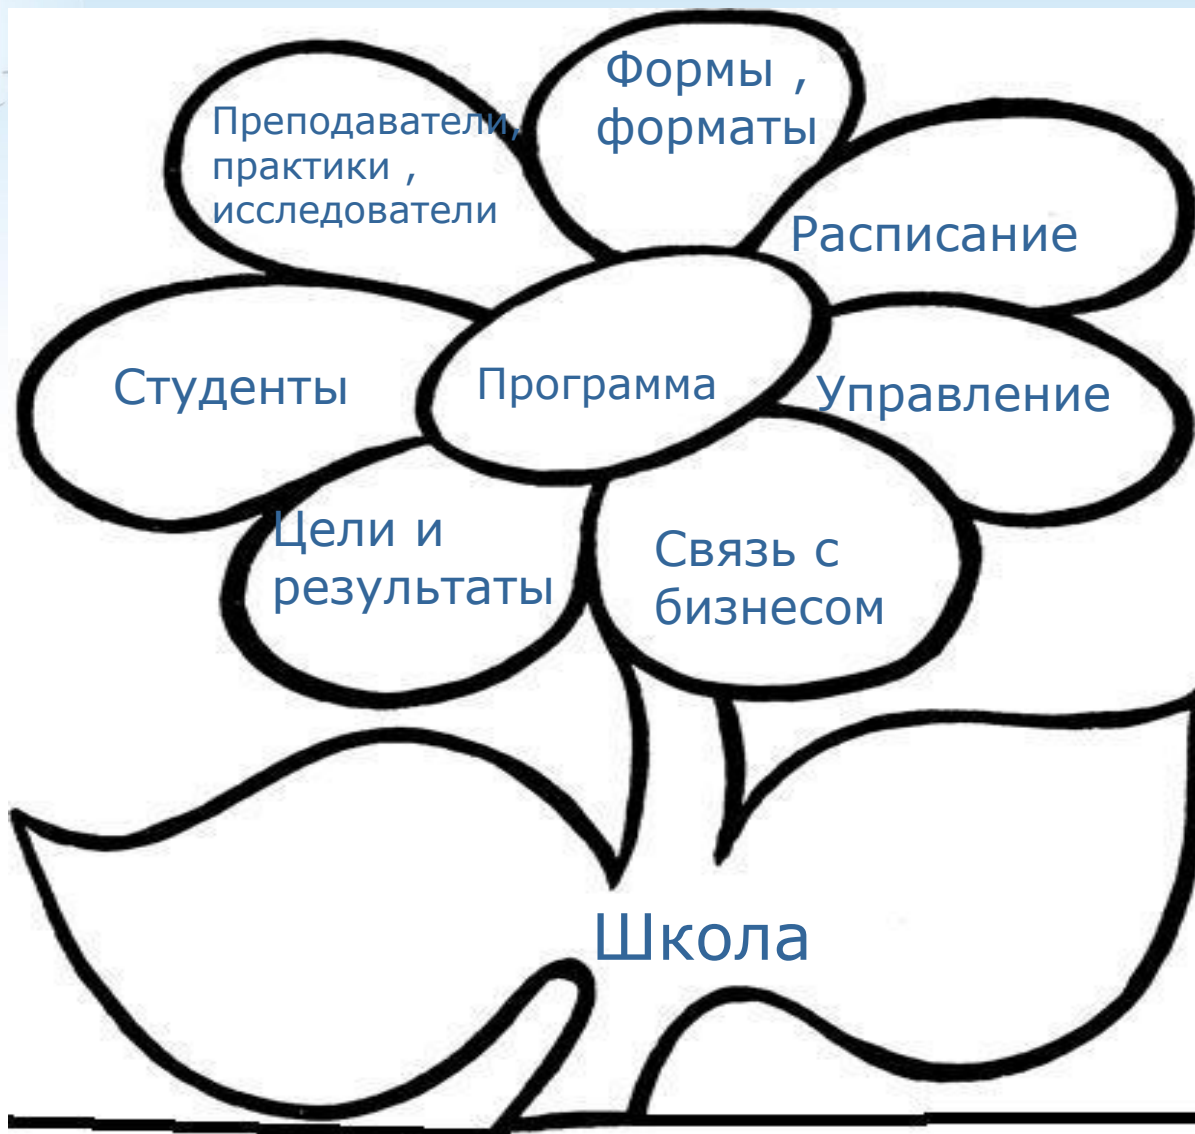 Формы ,
форматы
Преподаватели,
практики ,
исследователи
Расписание
Студенты
Программа
Управление
Цели и
результаты
Связь с
бизнесом
Школа